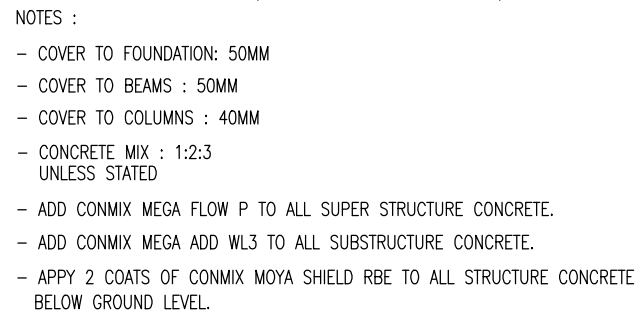 NOTES :
– COVER TO FOUNDATION: 50MM
– COVER TO BEAMS : 50MM
– COVER TO COLUMNS : 40MM
– CONCRETE MIX : 1:2:3
UNLESS STATED
– ADD CONMIX MEGA FLOW P TO ALL SUPER STRUCTURE CONCRETE.
– ADD CONMIX MEGA ADD WL3 TO ALL SUBSTRUCTURE CONCRETE.
– APPY 2 COATS OF CONMIX MOYA SHIELD RBE TO ALL STRUCTURE CONCRETE
BELOW GROUND LEVEL.